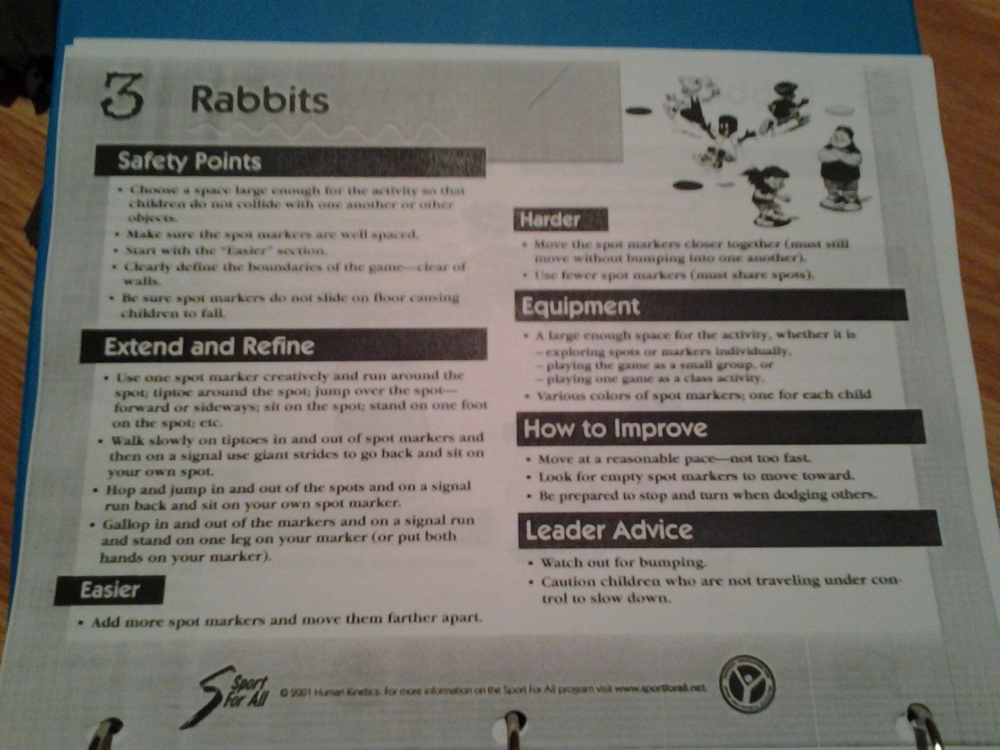 3 Rabbits
Safety Points
• Choose a space large enough for the activity so that
children do not collide with one another or other
objects.
• Make sure the spot markers are well spaced.
• Start with the "Easier" section.
• Clearly define the boundaries of the game—clear of
walls.
• Be sure spot markers do not slide on floor causing
children to fall.
Extend and Refine
• Use one spot marker creatively and run around the
spot; tiptoe around the spot; jump over the spot—
forward or sideways; sit on the spot; stand on one foot
on the spot; etc.
• Walk slowly on tiptoes in and out of spot markers and
then on a signal use giant strides to go back and sit on
your own spot.
• Hop and jump in and out of the spots and on a signal
run back and sit on your own spot marker.
• Gallop in and out of the markers and on a signal run
and stand on one leg on your marker (or put both
hands on your marker).
Easier
• Add more spot markers and move them farther apart.
Harder
• Move the spot markers closer together (must still
move without bumping into one another).
• Use fewer spot markers (must share spots).
Equipment
• A large enough space for the activity, whether it is
– exploring spots or markers individually,
– playing the game as a small group, or
– playing one game as a class activity.
• Various colors of spot markers; one for each child
How to Improve
• Move at a reasonable pace—not too fast.
• Look for empty spot markers to move toward.
• Be prepared to stop and turn when dodging others.
Leader Advice
• Watch out for bumping.
• Caution children who are not traveling under con-
trol to slow down.
Sport
For All
© 2001 Human Kinetics. For more information on the Sport For All program visit www.sportforall.net.